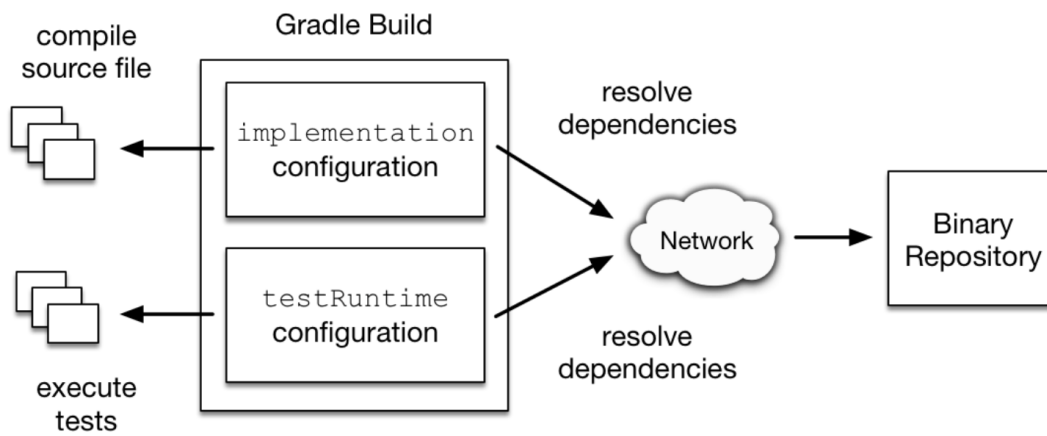 Gradle Build
compile
source file
implementation
configuration
resolve
dependencies
Network
Binary
Repository
testRuntime
configuration
resolve
dependencies
execute
tests